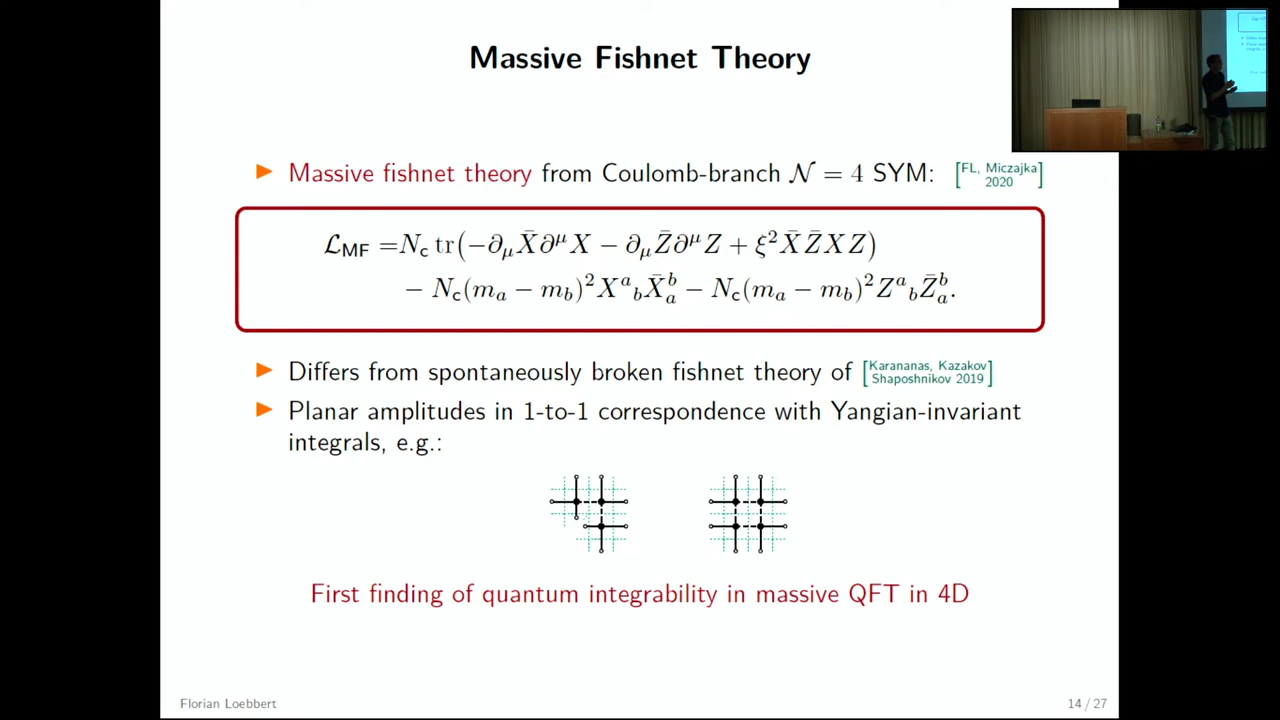 Massive Fishnet Theory
► Massive fishnet theory from Coulomb-branch 𝒩 = 4 SYM: [FL, Miczajka 2020]
ℒ_MF = N_c tr(−∂_μ X̄ ∂^μ X − ∂_μ Z̄ ∂^μ Z + ξ² X̄ Z̄ X Z)
− N_c (m_a − m_b)² X^a_b X̄^b_a − N_c (m_a − m_b)² Z^a_b Z̄^b_a.
► Differs from spontaneously broken fishnet theory of [Karananas, Kazakov Shaposhnikov 2019]
► Planar amplitudes in 1-to-1 correspondence with Yangian-invariant
integrals, e.g.:
First finding of quantum integrability in massive QFT in 4D
Florian Loebbert 14 / 27